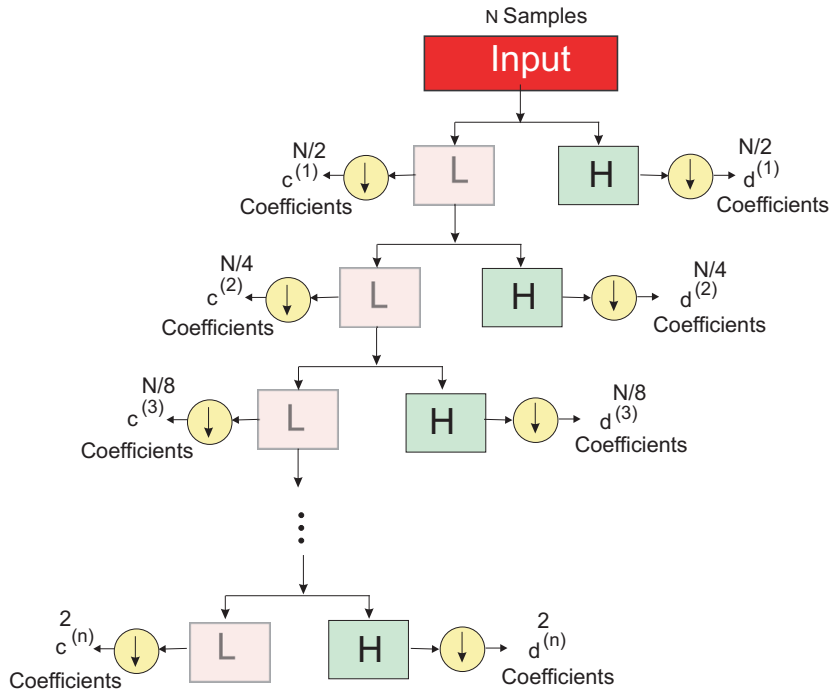 N Samples
Input
N/2
c(1)
Coefficients
L
H
N/2
d(1)
Coefficients
N/4
c(2)
Coefficients
L
H
N/4
d(2)
Coefficients
N/8
c(3)
Coefficients
L
H
N/8
d(3)
Coefficients
2
c(n)
Coefficients
L
H
2
d(n)
Coefficients